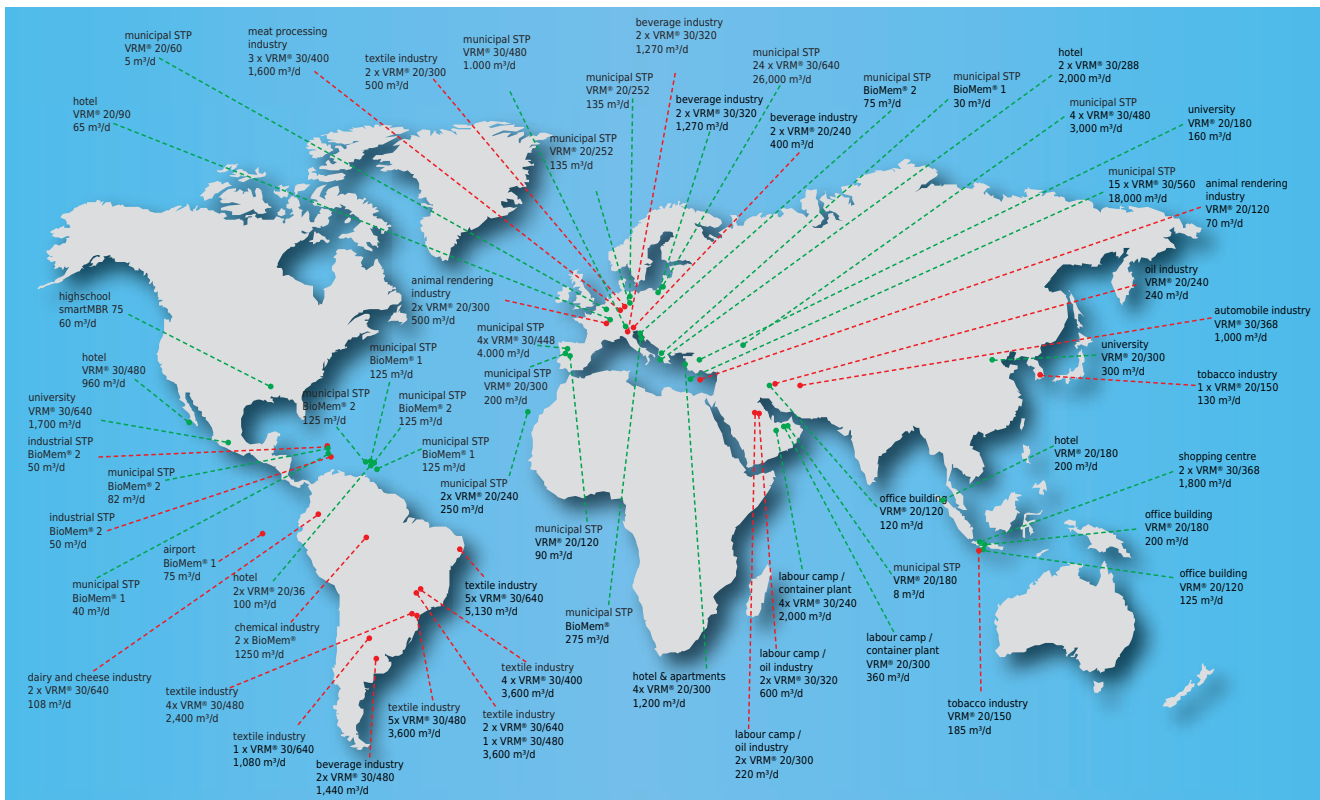 municipal STP
VRM® 20/60
5 m³/d
meat processing
industry
3 x VRM® 30/400
1,600 m³/d
textile industry
2 x VRM® 20/300
500 m³/d
municipal STP
VRM® 30/480
1.000 m³/d
beverage industry
2 x VRM® 30/320
1,270 m³/d
municipal STP
VRM® 20/252
135 m³/d
municipal STP
24 x VRM® 30/640
26,000 m³/d
beverage industry
2 x VRM® 30/320
1,270 m³/d
municipal STP
BioMem® 2
75 m³/d
municipal STP
BioMem® 1
30 m³/d
hotel
2 x VRM® 30/288
2,000 m³/d
beverage industry
2 x VRM® 20/240
400 m³/d
municipal STP
4 x VRM® 30/480
3,000 m³/d
university
VRM® 20/180
160 m³/d
hotel
VRM® 20/90
65 m³/d
municipal STP
VRM® 20/252
135 m³/d
municipal STP
15 x VRM® 30/560
18,000 m³/d
animal rendering
industry
VRM® 20/120
70 m³/d
oil industry
VRM® 20/240
240 m³/d
automobile industry
VRM® 30/368
1,000 m³/d
university
VRM® 20/300
300 m³/d
tobacco industry
1 x VRM® 20/150
130 m³/d
highschool
smartMBR 75
60 m³/d
animal rendering
industry
2x VRM® 20/300
500 m³/d
municipal STP
4x VRM® 30/448
4.000 m³/d
municipal STP
VRM® 20/300
200 m³/d
hotel
VRM® 30/480
960 m³/d
municipal STP
BioMem® 1
125 m³/d
municipal STP
BioMem® 2
125 m³/d
municipal STP
BioMem® 2
125 m³/d
university
VRM® 30/640
1,700 m³/d
industrial STP
BioMem® 2
50 m³/d
municipal STP
BioMem® 1
125 m³/d
municipal STP
BioMem® 2
82 m³/d
municipal STP
2x VRM® 20/240
250 m³/d
industrial STP
BioMem® 2
50 m³/d
airport
BioMem® 1
75 m³/d
municipal STP
BioMem® 1
40 m³/d
hotel
2x VRM® 20/36
100 m³/d
chemical industry
2 x BioMem®
1250 m³/d
municipal STP
VRM® 20/120
90 m³/d
textile industry
5x VRM® 30/640
5,130 m³/d
municipal STP
BioMem®
275 m³/d
hotel
VRM® 20/180
200 m³/d
shopping centre
2 x VRM® 30/368
1,800 m³/d
office building
VRM® 20/120
120 m³/d
office building
VRM® 20/180
200 m³/d
office building
VRM® 20/120
125 m³/d
labour camp /
container plant
4x VRM® 30/240
2,000 m³/d
municipal STP
VRM® 20/180
8 m³/d
labour camp /
container plant
VRM® 20/300
360 m³/d
labour camp /
oil industry
2x VRM® 30/320
600 m³/d
hotel & apartments
4x VRM® 20/300
1,200 m³/d
labour camp /
oil industry
2x VRM® 20/300
220 m³/d
tobacco industry
VRM® 20/150
185 m³/d
dairy and cheese industry
2 x VRM® 30/640
108 m³/d
textile industry
4x VRM® 30/480
2,400 m³/d
textile industry
1 x VRM® 30/640
1,080 m³/d
beverage industry
2x VRM® 30/480
1,440 m³/d
textile industry
5x VRM® 30/480
3,600 m³/d
textile industry
4 x VRM® 30/400
3,600 m³/d
textile industry
2 x VRM® 30/640
1 x VRM® 30/480
3,600 m³/d